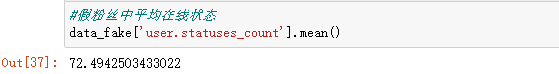 #假粉丝中平均在线状态
data_fake['user.statuses_count'].mean()
Out[37]: 72.4942503433022